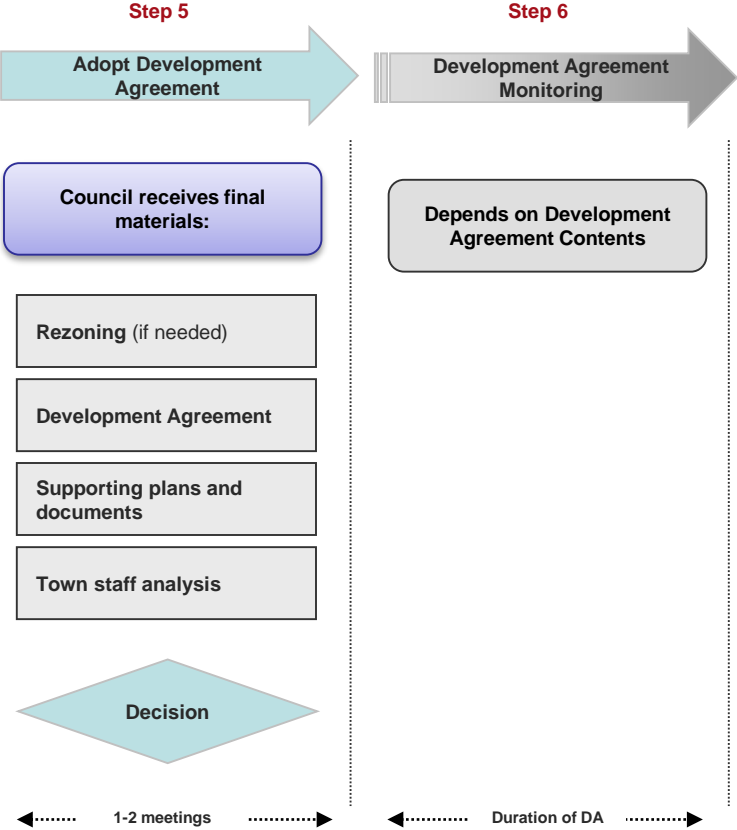 Step 5
Adopt Development
Agreement
Council receives final
materials:
Rezoning (if needed)
Development Agreement
Supporting plans and
documents
Town staff analysis
Decision
1-2 meetings
Step 6
Development Agreement
Monitoring
Depends on Development
Agreement Contents
Duration of DA